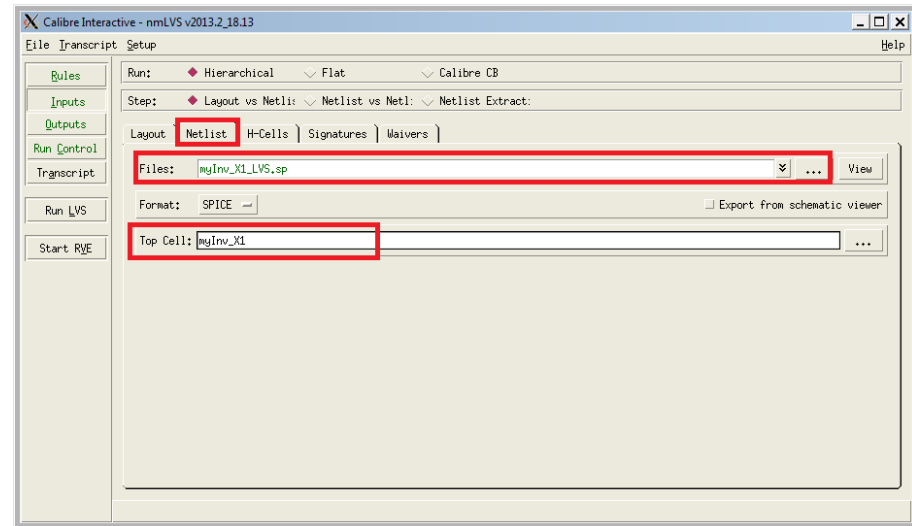 Calibre Interactive - nmLVS v2013.2_18.13
File Transcript Setup Help
Rules
Inputs
Outputs
Run Control
Transcript
Run LVS
Start RVE
Run: Hierarchical Flat Calibre CB
Step: Layout vs Netlis Netlist vs Netl: Netlist Extract:
Layout Netlist H-Cells Signatures Waivers
Files: myInv_X1_LVS.sp ... View
Format: SPICE Export from schematic viewer
Top Cell: myInv_X1 ...